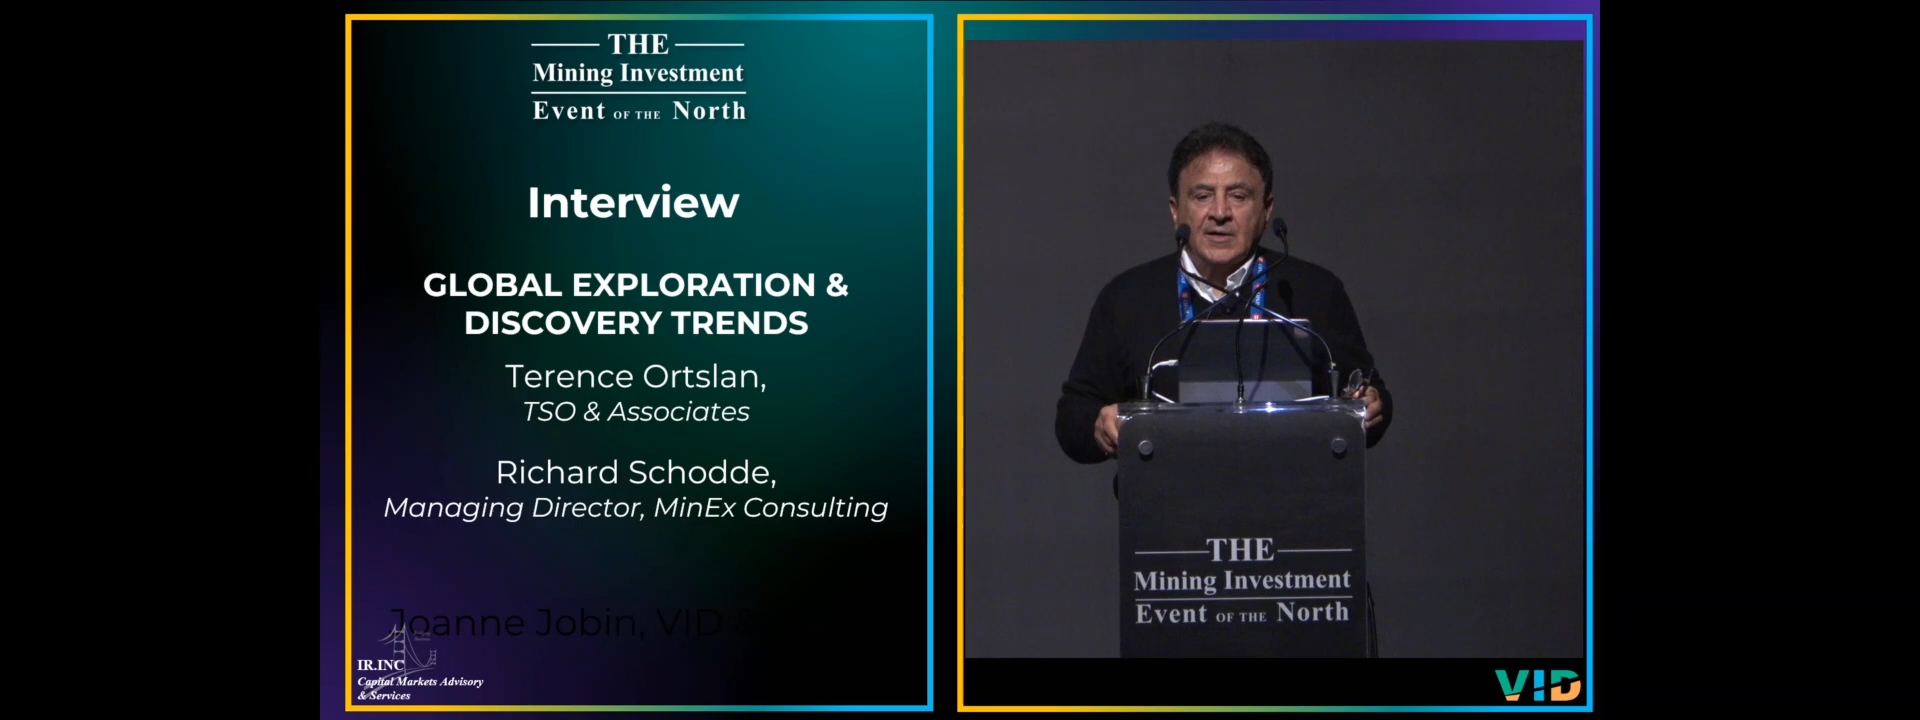 THE
Mining Investment
Event OF THE North
Interview
GLOBAL EXPLORATION &
DISCOVERY TRENDS
Terence Ortslan,
TSO & Associates
Richard Schodde,
Managing Director, MinEx Consulting
Joanne Jobin, VID
IR.INC
Capital Markets Advisory
& Services
THE
Mining Investment
Event OF THE North
VID